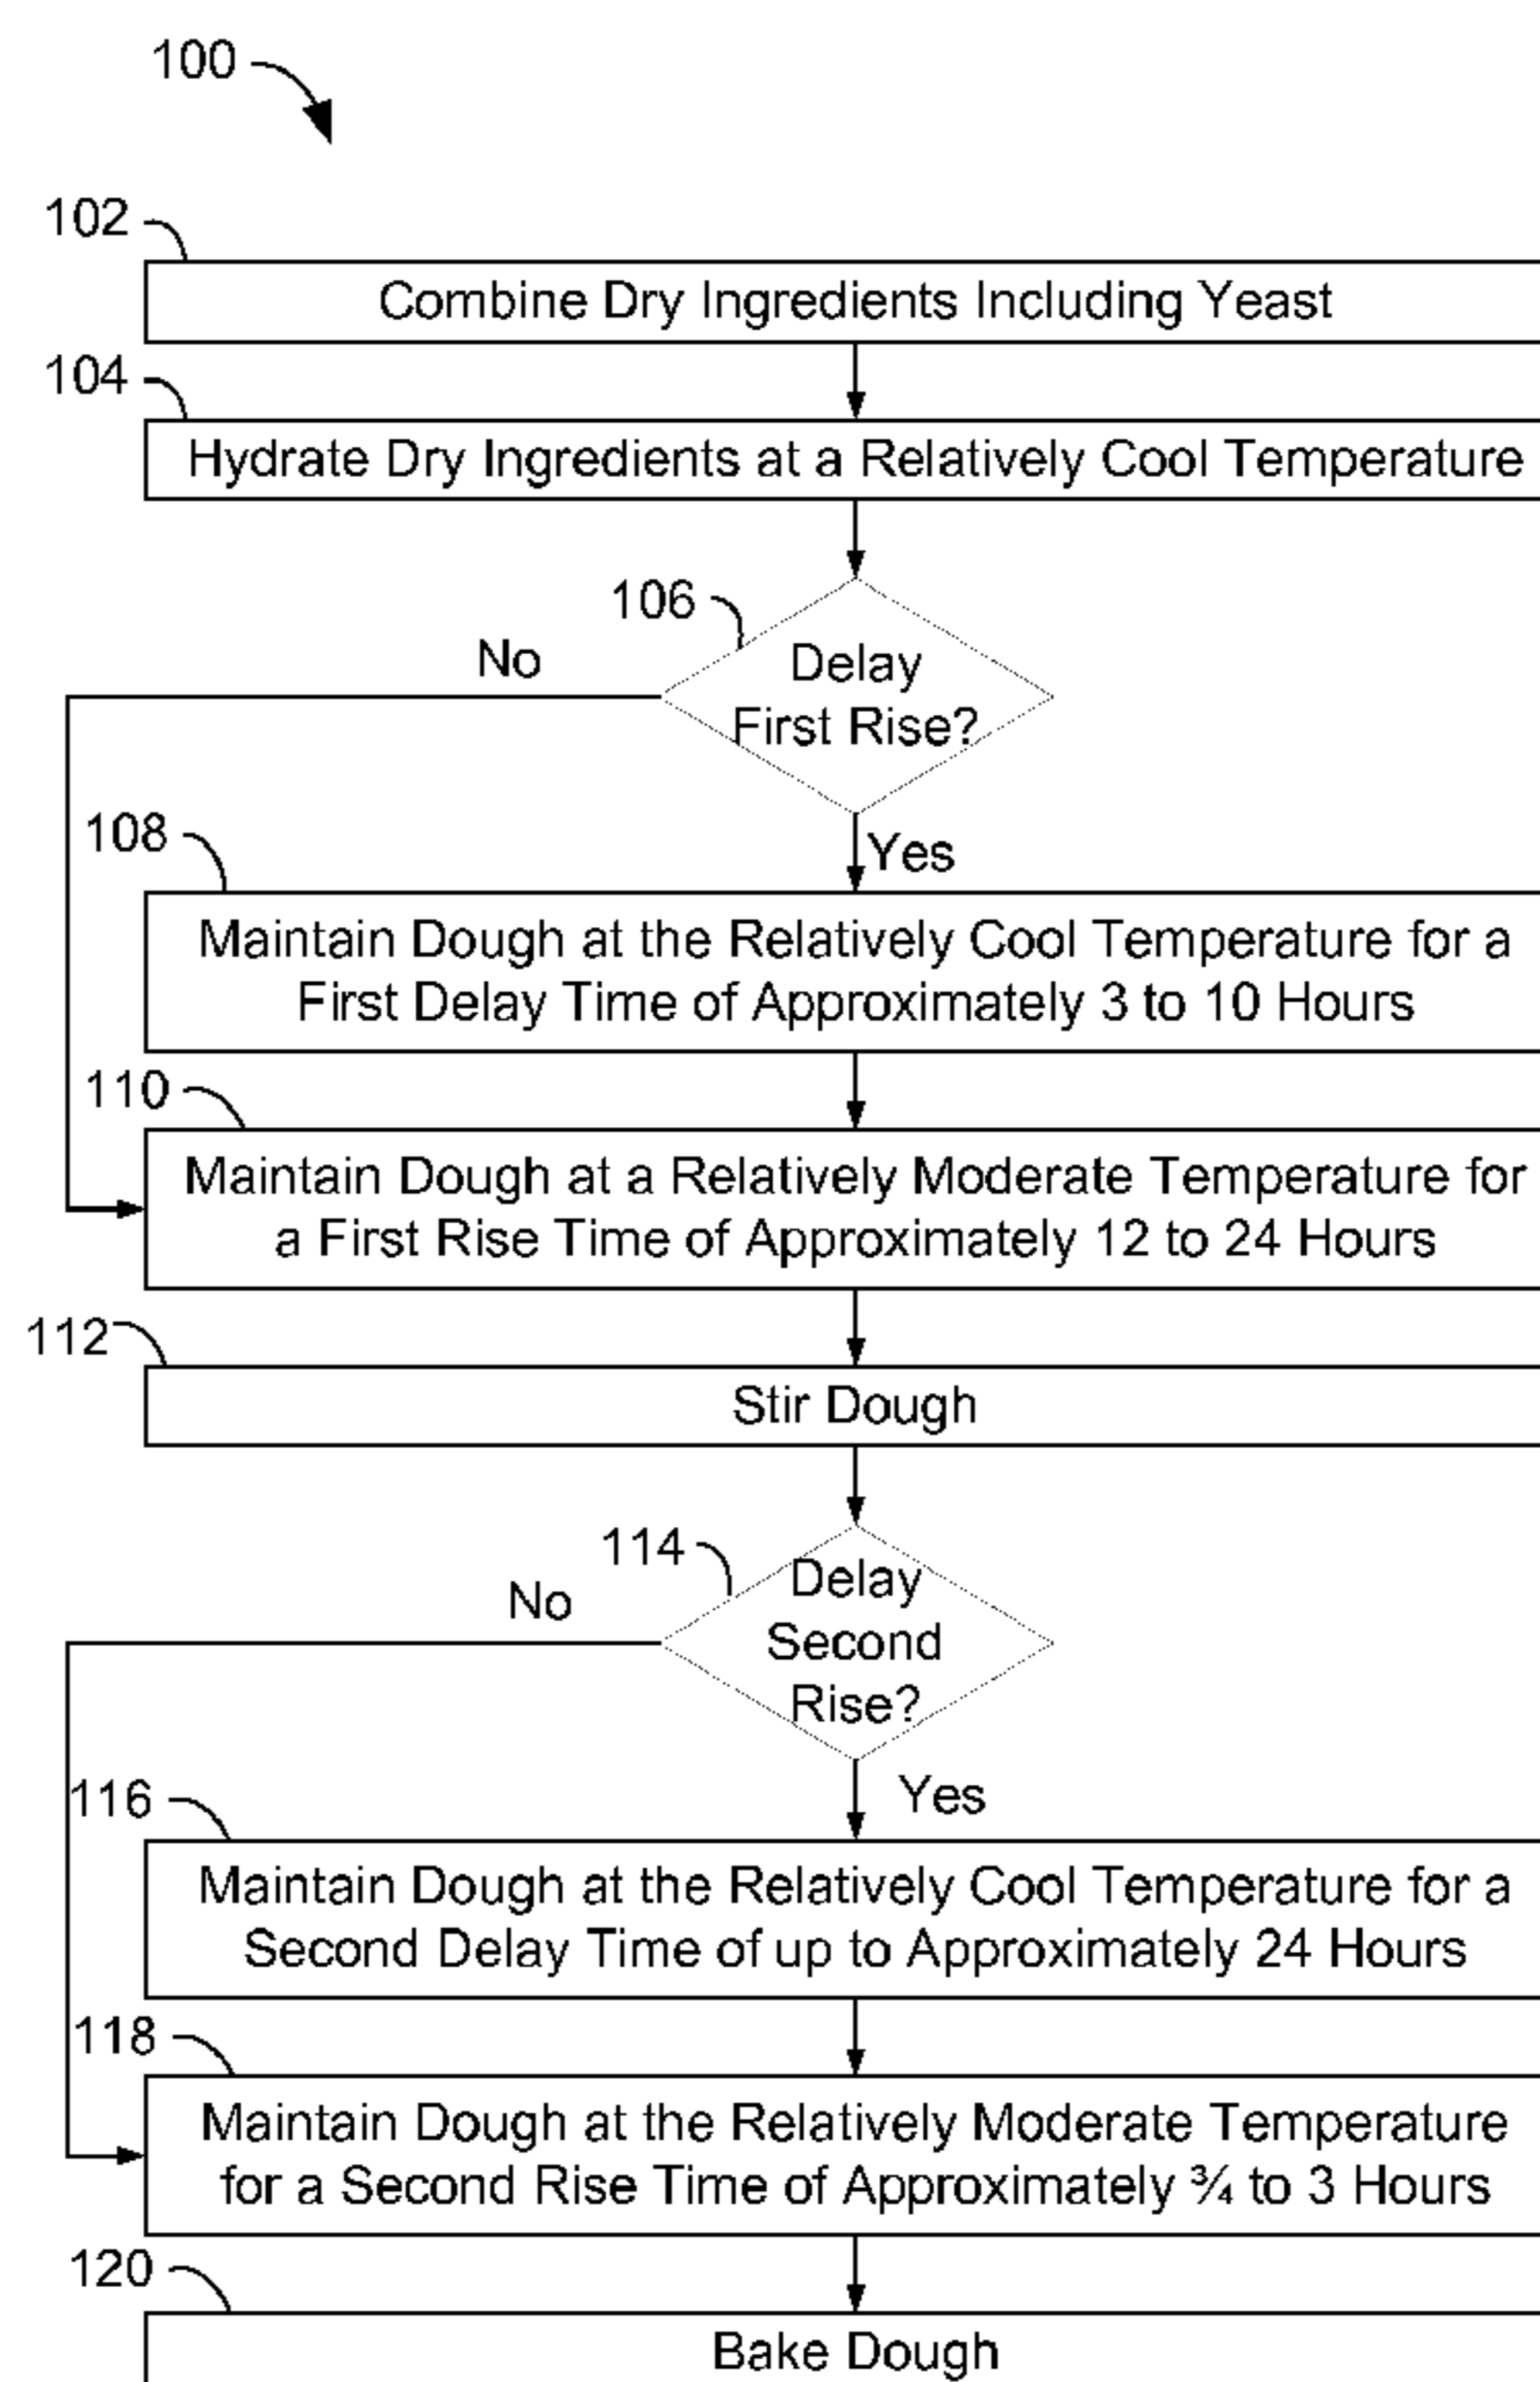 100
102
Combine Dry Ingredients Including Yeast
104
Hydrate Dry Ingredients at a Relatively Cool Temperature
106
No
Delay
First Rise?
108
Yes
Maintain Dough at the Relatively Cool Temperature for a
First Delay Time of Approximately 3 to 10 Hours
110
Maintain Dough at a Relatively Moderate Temperature for
a First Rise Time of Approximately 12 to 24 Hours
112
Stir Dough
114
No
Delay
Second
Rise?
116
Yes
Maintain Dough at the Relatively Cool Temperature for a
Second Delay Time of up to Approximately 24 Hours
118
Maintain Dough at the Relatively Moderate Temperature
for a Second Rise Time of Approximately ¾ to 3 Hours
120
Bake Dough